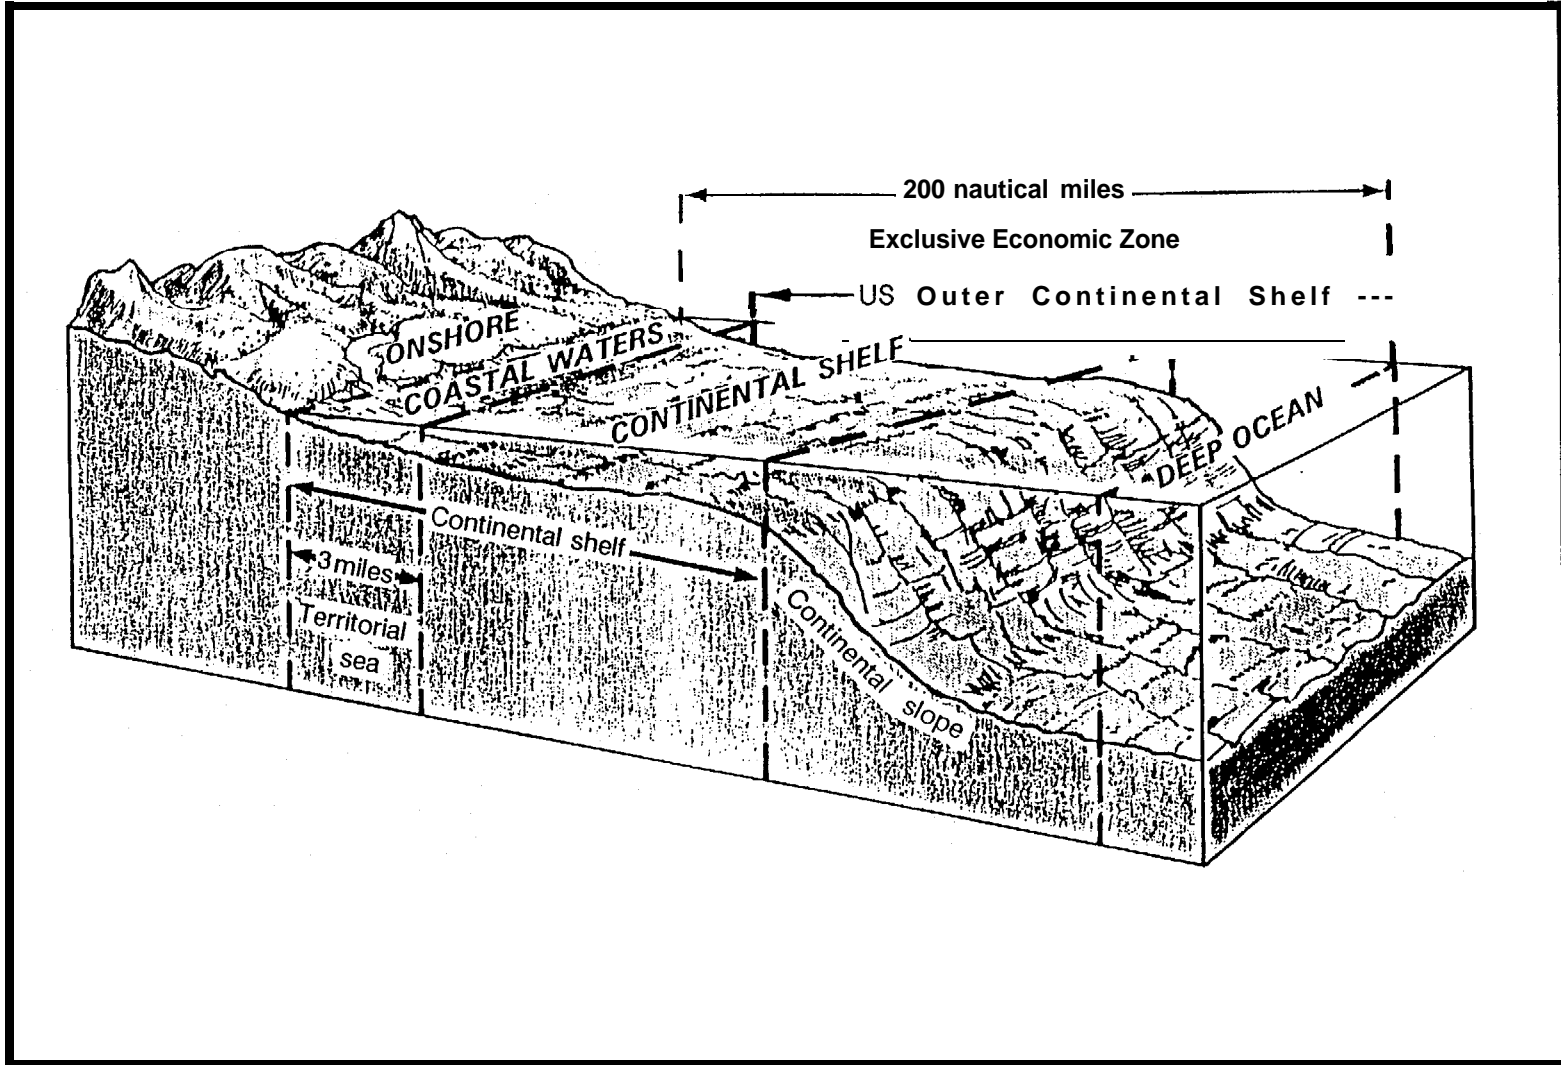 200 nautical miles
Exclusive Economic Zone
US Outer Continental Shelf ---
ONSHORE
COASTAL WATERS
CONTINENTAL SHELF
DEEP OCEAN
Continental shelf
3 miles
Territorial
sea
Continental slope